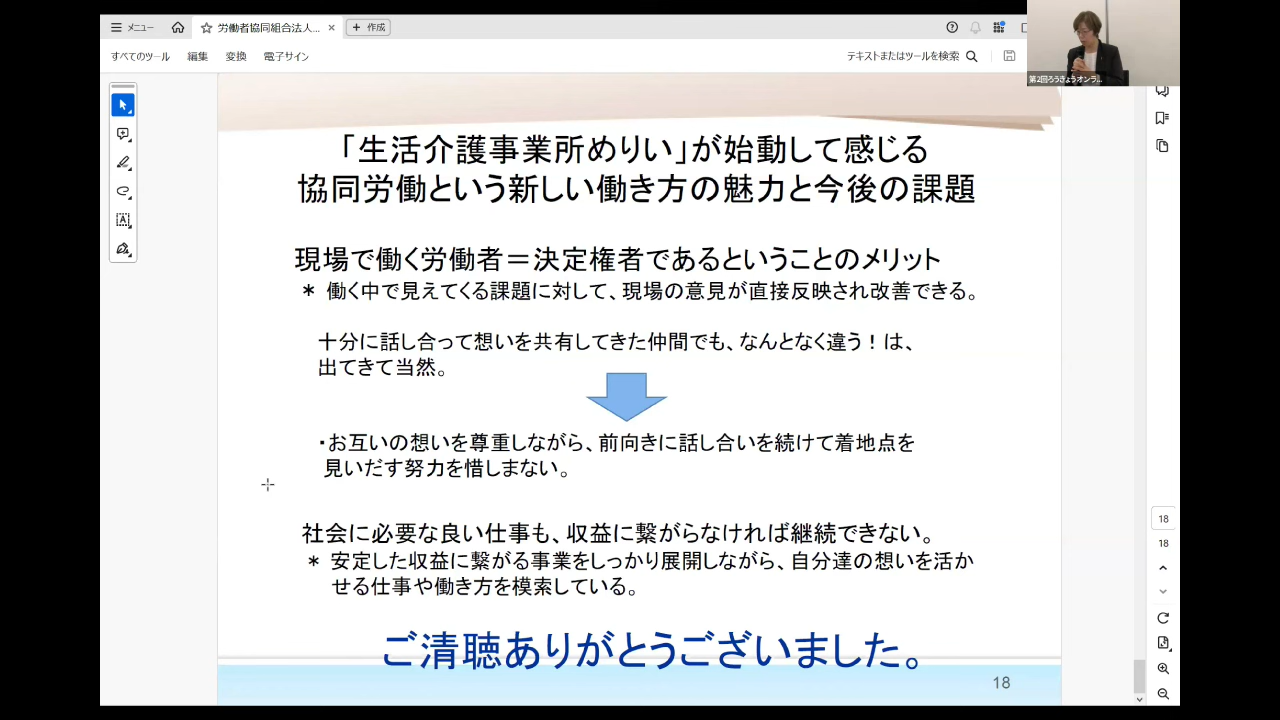 メニュー
労働者協同組合法人...
作成
すべてのツール
編集
変換
電子サイン
テキストまたはツールを検索
第2回ろうきょうオンラ...
「生活介護事業所めりい」が始動して感じる
協同労働という新しい働き方の魅力と今後の課題
現場で働く労働者＝決定権者であるということのメリット
＊ 働く中で見えてくる課題に対して、現場の意見が直接反映され改善できる。
十分に話し合って想いを共有してきた仲間でも、なんとなく違う！は、
出てきて当然。
・お互いの想いを尊重しながら、前向きに話し合いを続けて着地点を
見いだす努力を惜しまない。
社会に必要な良い仕事も、収益に繋がらなければ継続できない。
＊ 安定した収益に繋がる事業をしっかり展開しながら、自分達の想いを活か
せる仕事や働き方を模索している。
ご清聴ありがとうございました。
18
18
18